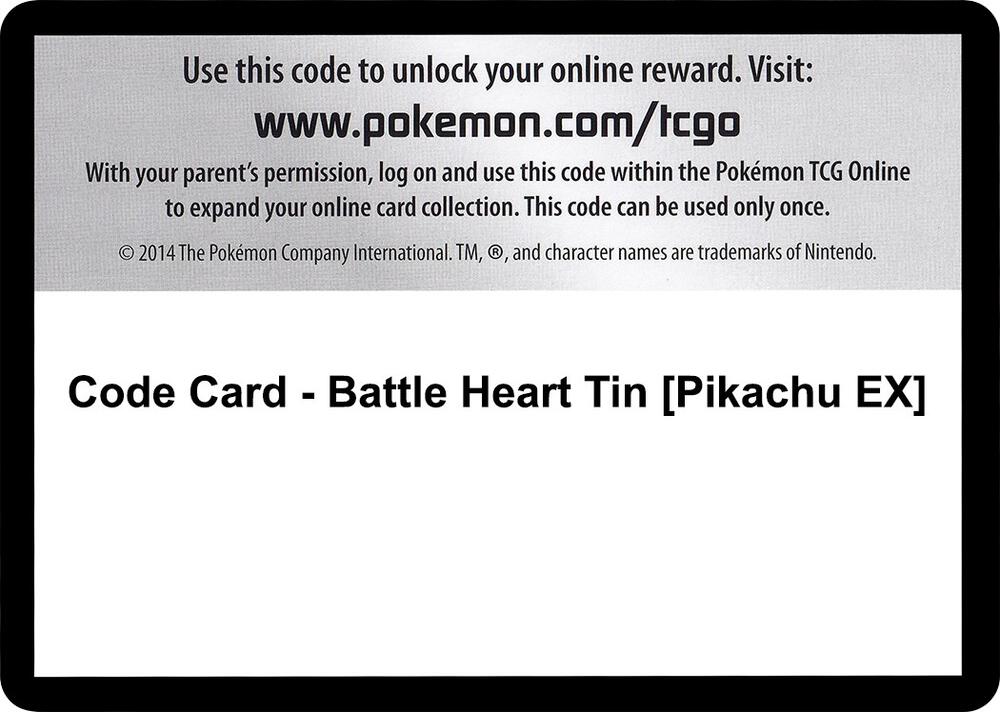 Use this code to unlock your online reward. Visit:
www.pokemon.com/tcgo
With your parent's permission, log on and use this code within the Pokémon TCG Online
to expand your online card collection. This code can be used only once.
© 2014 The Pokémon Company International. TM, ®, and character names are trademarks of Nintendo.
Code Card - Battle Heart Tin [Pikachu EX]